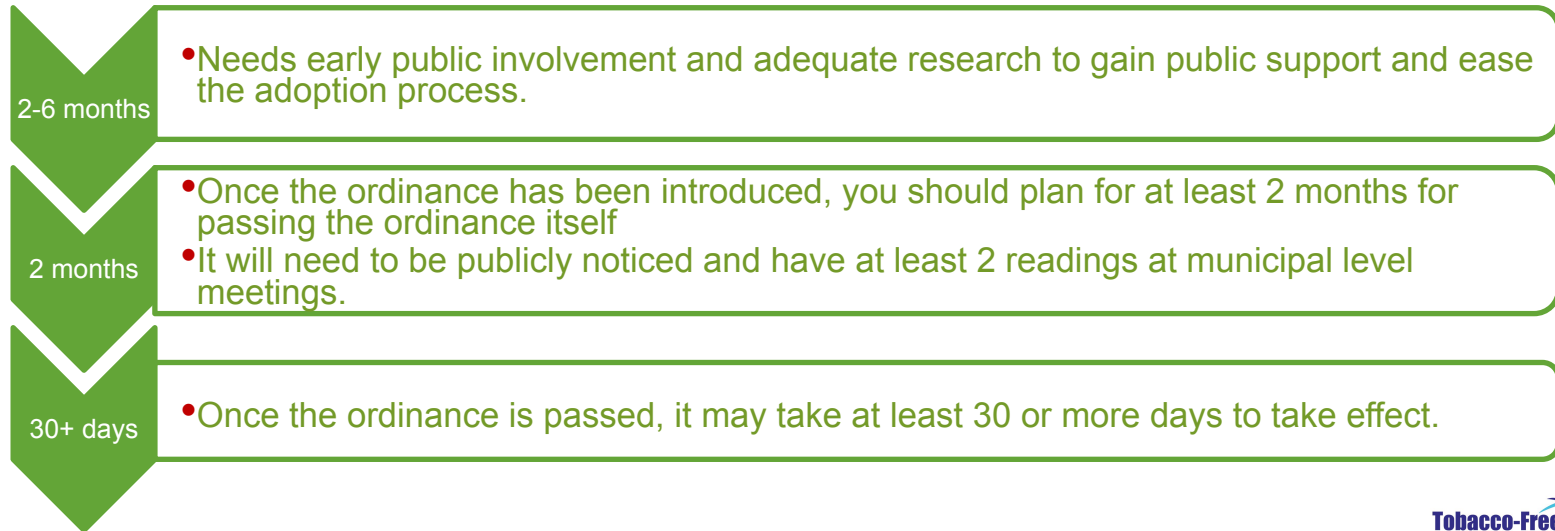 2-6 months
•Needs early public involvement and adequate research to gain public support and ease
the adoption process.
2 months
•Once the ordinance has been introduced, you should plan for at least 2 months for
passing the ordinance itself
•It will need to be publicly noticed and have at least 2 readings at municipal level
meetings.
30+ days
•Once the ordinance is passed, it may take at least 30 or more days to take effect.
Tobacco-Free